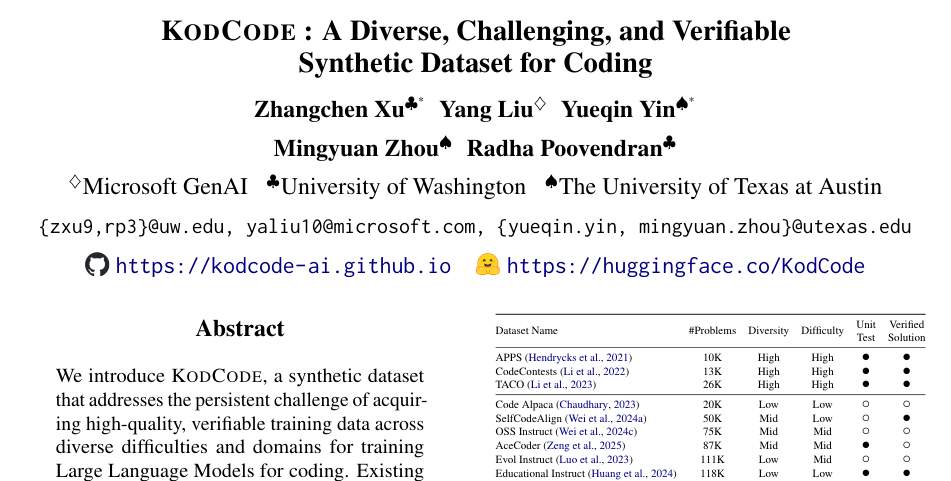 KODCODE : A Diverse, Challenging, and Verifiable
Synthetic Dataset for Coding
Zhangchen Xu♣* Yang Liu♢ Yueqin Yin♠*
Mingyuan Zhou♠ Radha Poovendran♣
♢Microsoft GenAI ♣University of Washington ♠The University of Texas at Austin
{zxu9,rp3}@uw.edu, yaliu10@microsoft.com, {yueqin.yin, mingyuan.zhou}@utexas.edu
https://kodcode-ai.github.io https://huggingface.co/KodCode
Abstract
We introduce KODCODE, a synthetic dataset
that addresses the persistent challenge of acquir-
ing high-quality, verifiable training data across
diverse difficulties and domains for training
Large Language Models for coding. Existing
Dataset Name #Problems Diversity Difficulty Unit Test Verified Solution
APPS (Hendrycks et al., 2021) 10K High High ● ●
CodeContests (Li et al., 2022) 13K High High ● ●
TACO (Li et al., 2023) 26K High High ● ●
Code Alpaca (Chaudhary, 2023) 20K Low Low ○ ○
SelfCodeAlign (Wei et al., 2024a) 50K Mid Low ○ ●
OSS Instruct (Wei et al., 2024c) 75K Mid Mid ○ ○
AceCoder (Zeng et al., 2025) 87K Mid Mid ● ○
Evol Instruct (Luo et al., 2023) 111K Low Mid ○ ○
Educational Instruct (Huang et al., 2024) 118K Low Low ● ●